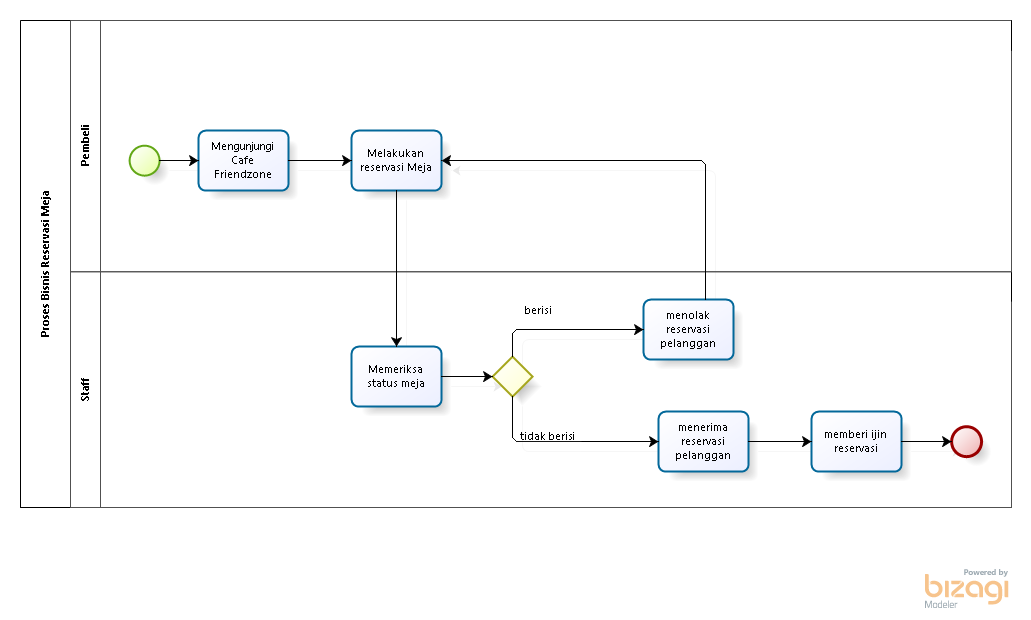 Proses Bisnis Reservasi Meja
Pembeli
Mengunjungi
Cafe
Friendzone
Melakukan
reservasi Meja
Staff
Memeriksa
status meja
berisi
menolak
reservasi
pelanggan
tidak berisi
menerima
reservasi
pelanggan
memberi ijin
reservasi
Powered by
bizagi
Modeler